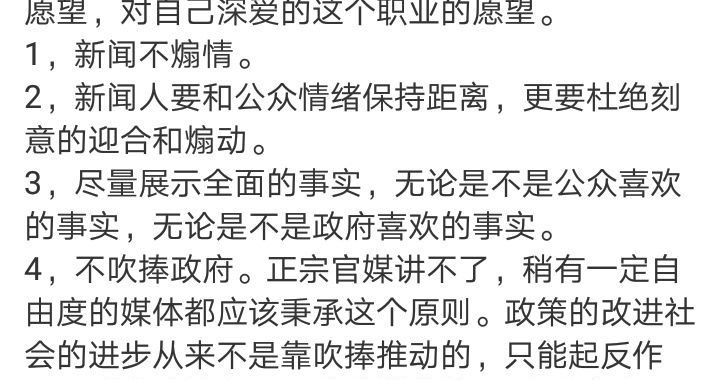 愿望，对自己深爱的这个职业的愿望。
1，新闻不煽情。
2，新闻人要和公众情绪保持距离，更要杜绝刻
意的迎合和煽动。
3，尽量展示全面的事实，无论是不是公众喜欢
的事实，无论是不是政府喜欢的事实。
4，不吹捧政府。正宗官媒讲不了，稍有一定自
由度的媒体都应该秉承这个原则。政策的改进社
会的进步从来不是靠吹捧推动的，只能起反作